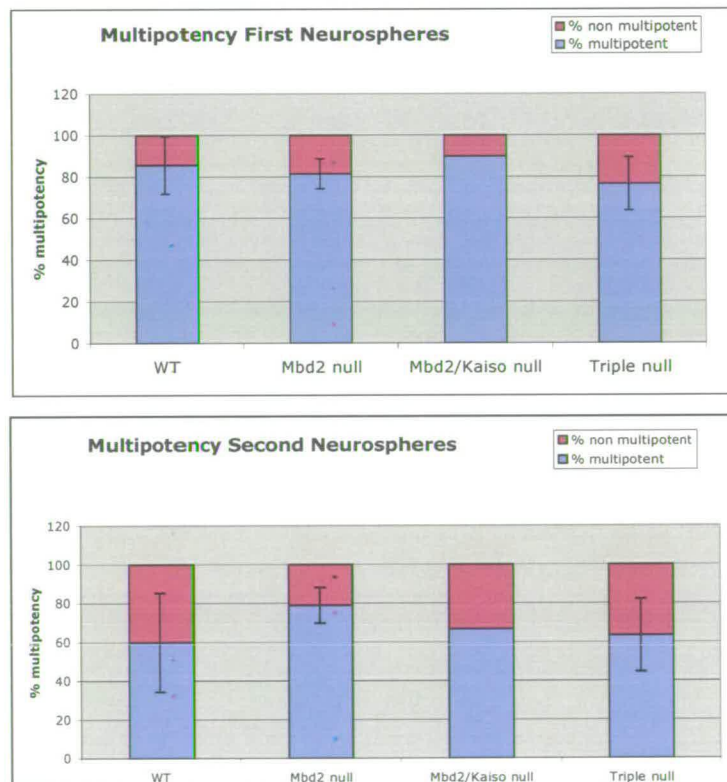 Multipotency First Neurospheres
% non multipotent
% multipotent
% multipotency
120
100
80
60
40
20
0
WT
Mbd2 null
Mbd2/Kaiso null
Triple null
Multipotency Second Neurospheres
% non multipotent
% multipotent
% multipotency
120
100
80
60
40
20
0
WT
Mbd2 null
Mbd2/Kaiso null
Triple null